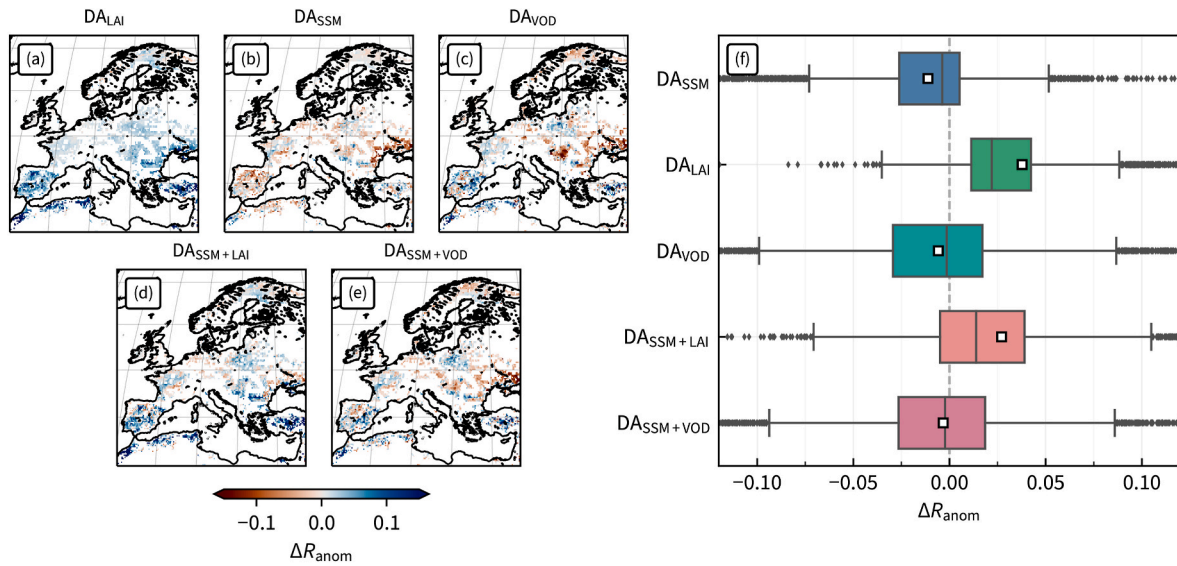 DA_LAI DA_SSM DA_VOD
(a) (b) (c)
DA_SSM+LAI DA_SSM+VOD
(d) (e)
−0.1 0.0 0.1
ΔR_anom
(f)
DA_SSM
DA_LAI
DA_VOD
DA_SSM+LAI
DA_SSM+VOD
−0.10 −0.05 0.00 0.05 0.10
ΔR_anom